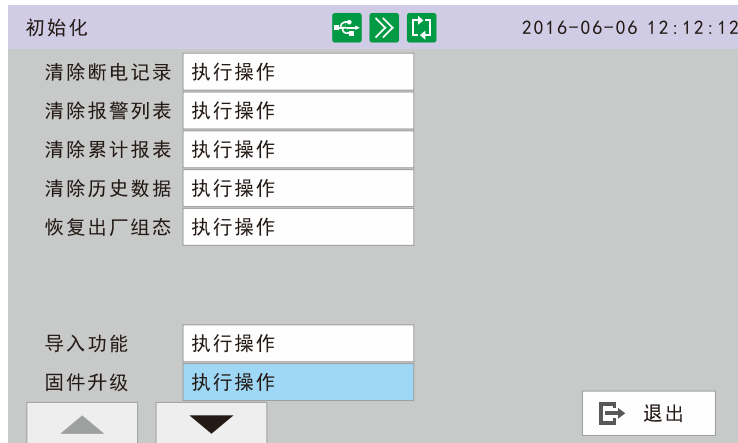 初始化 2016-06-06 12:12:12
清除断电记录 执行操作
清除报警列表 执行操作
清除累计报表 执行操作
清除历史数据 执行操作
恢复出厂组态 执行操作
导入功能 执行操作
固件升级 执行操作
退出